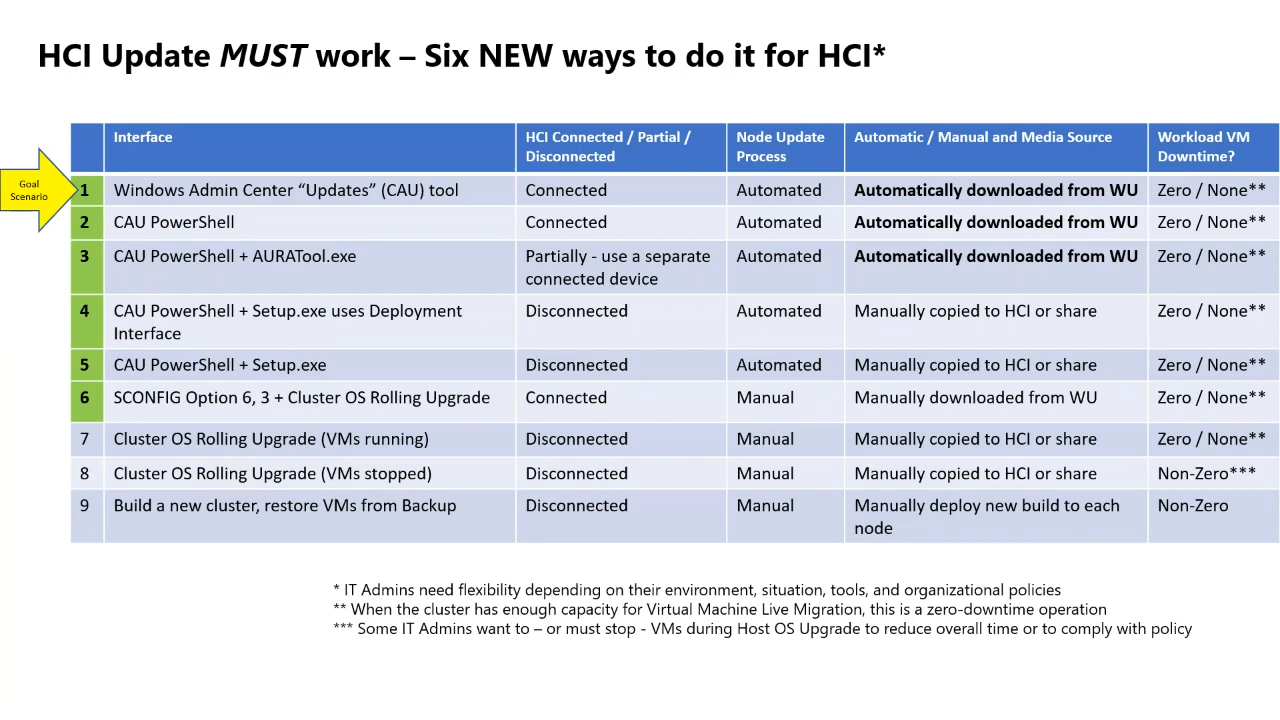 HCI Update MUST work – Six NEW ways to do it for HCI*
Interface
HCI Connected / Partial /
Disconnected
Node Update
Process
Automatic / Manual and Media Source
Workload VM
Downtime?
Goal
Scenario
1 Windows Admin Center “Updates” (CAU) tool Connected Automated Automatically downloaded from WU Zero / None**
2 CAU PowerShell Connected Automated Automatically downloaded from WU Zero / None**
3 CAU PowerShell + AURATool.exe Partially - use a separate
connected device Automated Automatically downloaded from WU Zero / None**
4 CAU PowerShell + Setup.exe uses Deployment
Interface Disconnected Automated Manually copied to HCI or share Zero / None**
5 CAU PowerShell + Setup.exe Disconnected Automated Manually copied to HCI or share Zero / None**
6 SCONFIG Option 6, 3 + Cluster OS Rolling Upgrade Connected Manual Manually downloaded from WU Zero / None**
7 Cluster OS Rolling Upgrade (VMs running) Disconnected Manual Manually copied to HCI or share Zero / None**
8 Cluster OS Rolling Upgrade (VMs stopped) Disconnected Manual Manually copied to HCI or share Non-Zero***
9 Build a new cluster, restore VMs from Backup Disconnected Manual Manually deploy new build to each
node Non-Zero
* IT Admins need flexibility depending on their environment, situation, tools, and organizational policies
** When the cluster has enough capacity for Virtual Machine Live Migration, this is a zero-downtime operation
*** Some IT Admins want to – or must stop - VMs during Host OS Upgrade to reduce overall time or to comply with policy